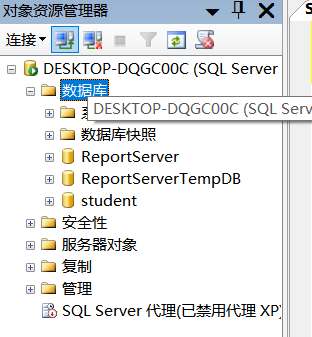 对象资源管理器
连接
DESKTOP-DQGC00C (SQL Server
数据库
DESKTOP-DQGC00C (SQL Serv
数据库快照
ReportServer
ReportServerTempDB
student
安全性
服务器对象
复制
管理
SQL Server 代理(已禁用代理 XP)